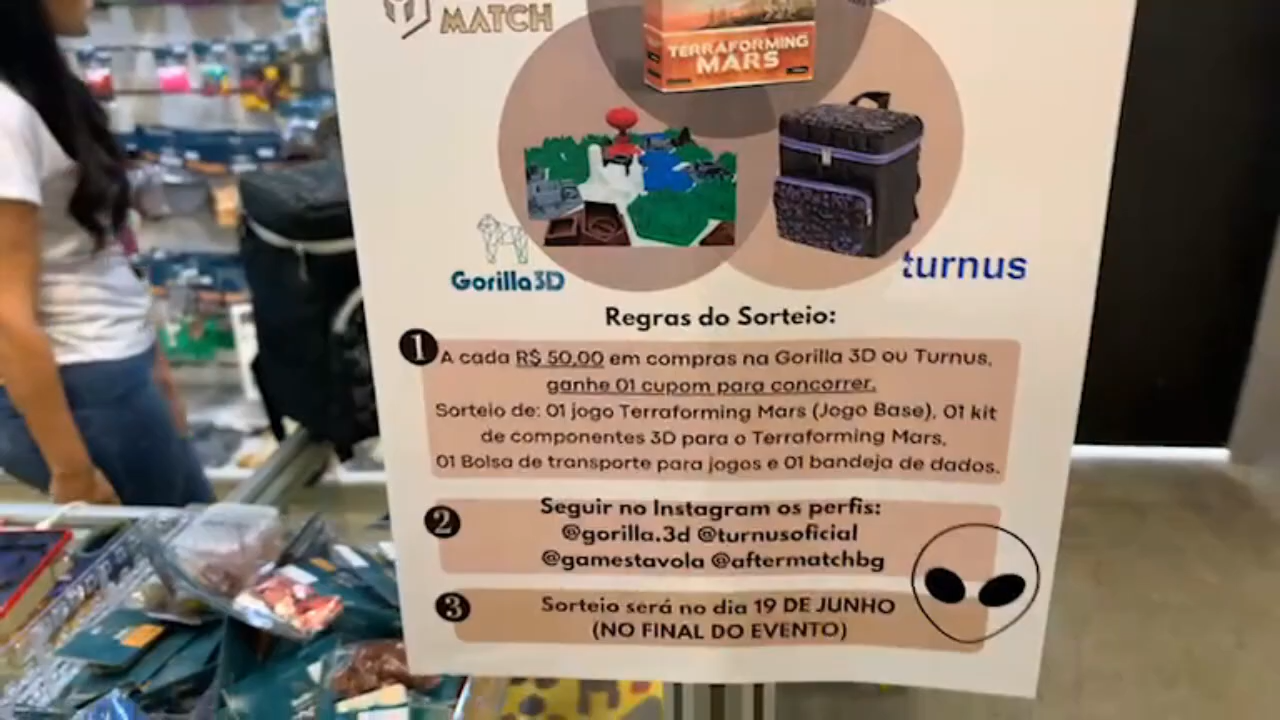 MATCH
TERRAFORMING
MARS
Gorilla3D
turnus
Regras do Sorteio:
1
A cada R$ 50,00 em compras na Gorilla 3D ou Turnus,
ganhe 01 cupom para concorrer.
Sorteio de: 01 jogo Terraforming Mars (Jogo Base), 01 kit
de componentes 3D para o Terraforming Mars,
01 Bolsa de transporte para jogos e 01 bandeja de dados.
2
Seguir no Instagram os perfis:
@gorilla.3d @turnusoficial
@gamestavola @aftermatchbg
3
Sorteio será no dia 19 DE JUNHO
(NO FINAL DO EVENTO)